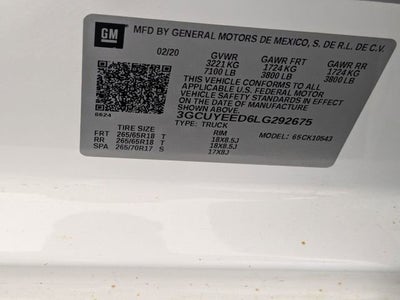 GM
MFD BY GENERAL MOTORS DE MEXICO, S. DE R.L. DE C.V.
02/20 GVWR GAWR FRT GAWR RR
3221 KG 1724 KG 1724 KG
7100 LB 3800 LB 3800 LB
THIS VEHICLE CONFORMS TO ALL
APPLICABLE U.S. FEDERAL MOTOR
VEHICLE SAFETY STANDARDS IN EFFECT
ON THE DATE OF MANUFACTURE
SHOWN ABOVE.
3GCUYEED6LG292675
6624 TYPE: TRUCK MODEL: 65CK10543
TIRE SIZE RIM
FRT 265/65R18 T 18X8.5J
RR 265/65R18 T 18X8.5J
SPA 265/70R17 S 17X8J